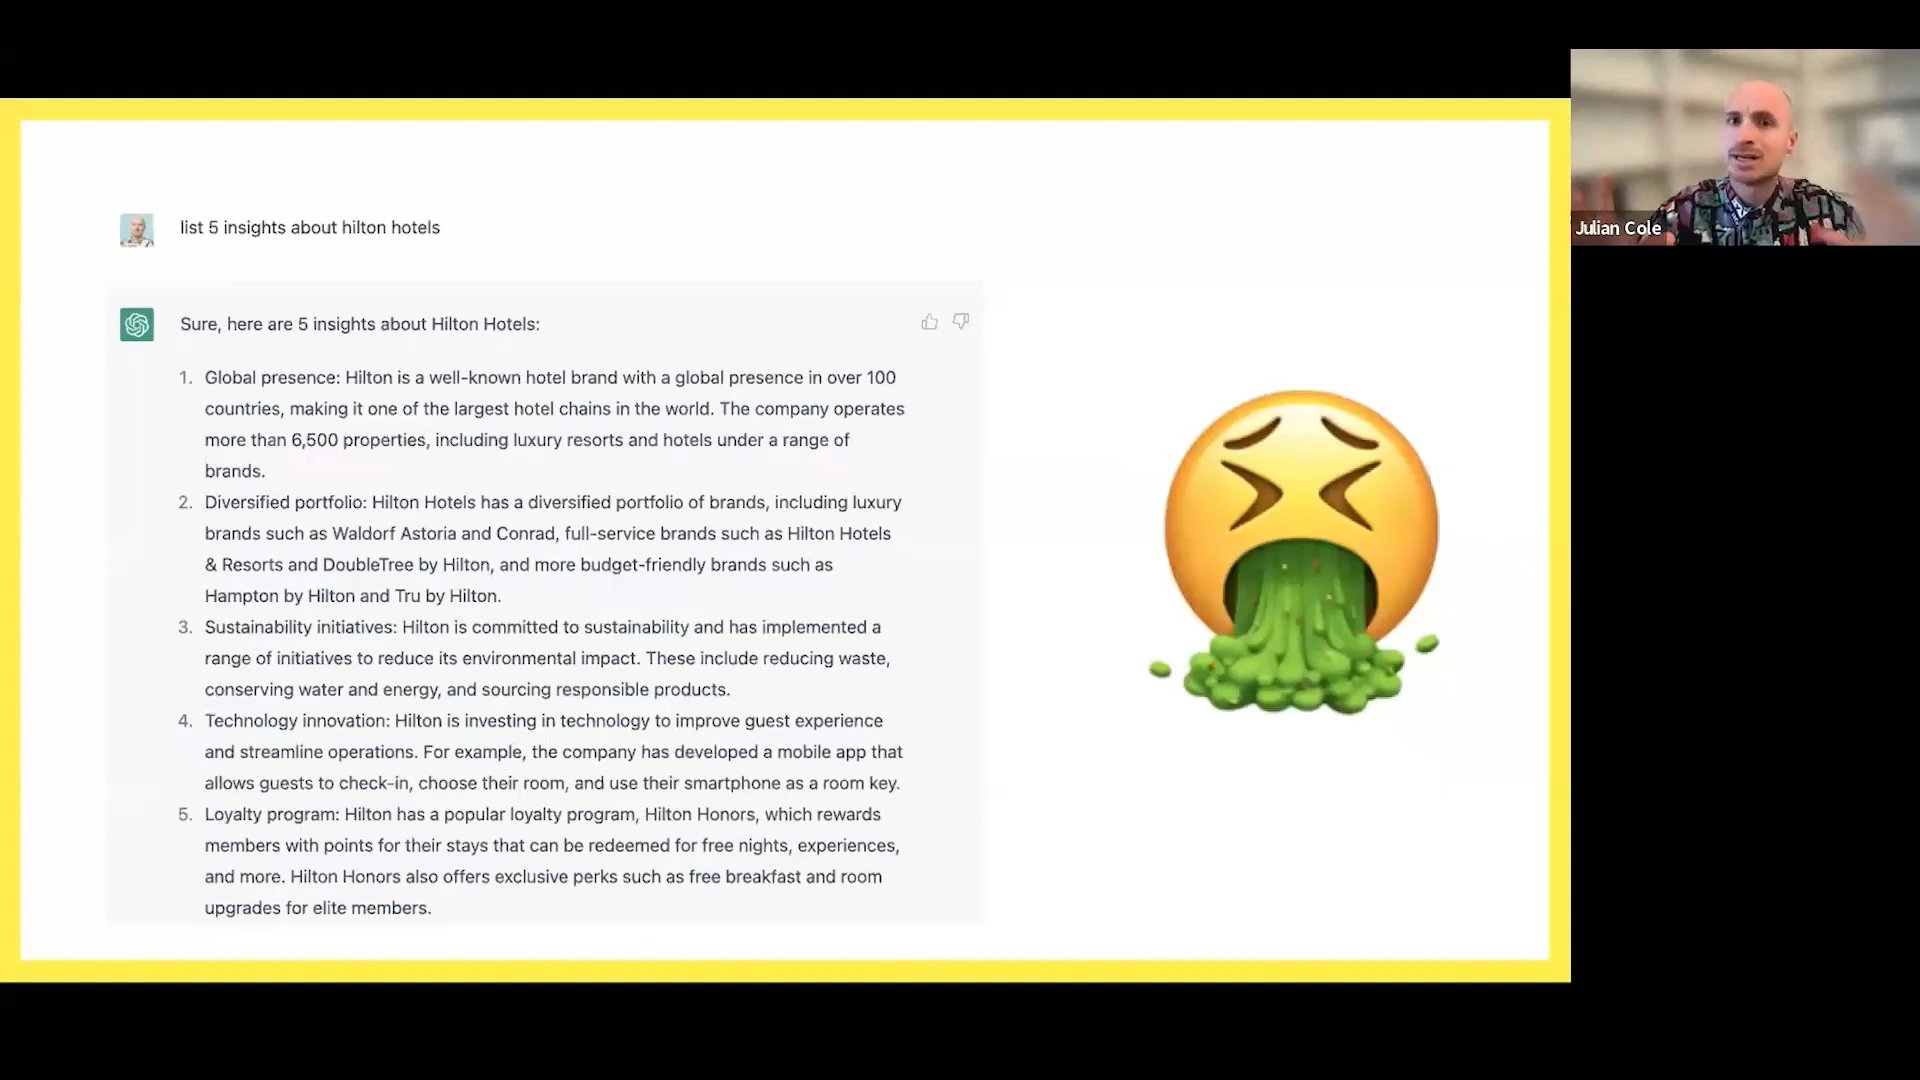 list 5 insights about hilton hotels
Sure, here are 5 insights about Hilton Hotels:
1. Global presence: Hilton is a well-known hotel brand with a global presence in over 100
countries, making it one of the largest hotel chains in the world. The company operates
more than 6,500 properties, including luxury resorts and hotels under a range of
brands.
2. Diversified portfolio: Hilton Hotels has a diversified portfolio of brands, including luxury
brands such as Waldorf Astoria and Conrad, full-service brands such as Hilton Hotels
& Resorts and DoubleTree by Hilton, and more budget-friendly brands such as
Hampton by Hilton and Tru by Hilton.
3. Sustainability initiatives: Hilton is committed to sustainability and has implemented a
range of initiatives to reduce its environmental impact. These include reducing waste,
conserving water and energy, and sourcing responsible products.
4. Technology innovation: Hilton is investing in technology to improve guest experience
and streamline operations. For example, the company has developed a mobile app that
allows guests to check-in, choose their room, and use their smartphone as a room key.
5. Loyalty program: Hilton has a popular loyalty program, Hilton Honors, which rewards
members with points for their stays that can be redeemed for free nights, experiences,
and more. Hilton Honors also offers exclusive perks such as free breakfast and room
upgrades for elite members.
Julian Cole